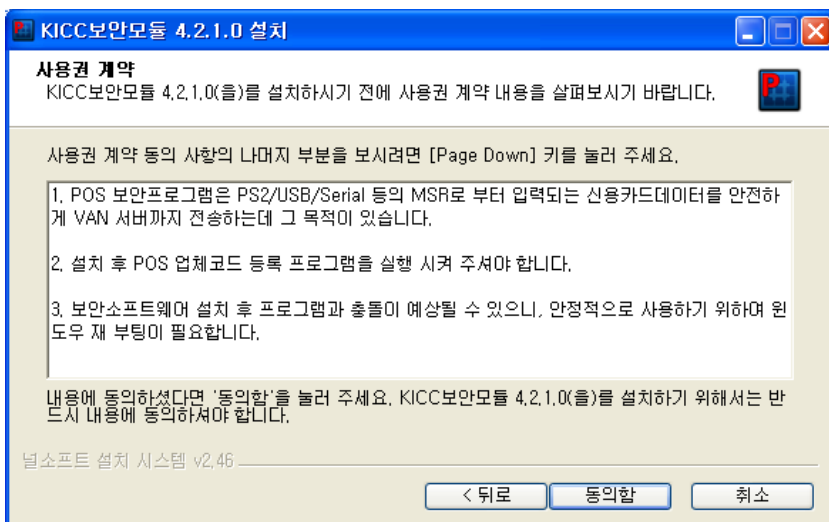 KICC보안모듈 4.2.1.0 설치
사용권 계약
KICC보안모듈 4.2.1.0(을)를 설치하시기 전에 사용권 계약 내용을 살펴보시기 바랍니다.
사용권 계약 동의 사항의 나머지 부분을 보시려면 [Page Down] 키를 눌러 주세요.
1. POS 보안프로그램은 PS2/USB/Serial 등의 MSR로 부터 입력되는 신용카드데이터를 안전하
게 VAN 서버까지 전송하는데 그 목적이 있습니다.
2. 설치 후 POS 업체코드 등록 프로그램을 실행 시켜 주셔야 합니다.
3. 보안소프트웨어 설치 후 프로그램과 충돌이 예상될 수 있으니, 안정적으로 사용하기 위하여 윈
도우 재 부팅이 필요합니다.
내용에 동의하셨다면 '동의함'을 눌러 주세요. KICC보안모듈 4.2.1.0(을)를 설치하기 위해서는 반
드시 내용에 동의하셔야 합니다.
널소프트 설치 시스템 v2.46
< 뒤로
동의함
취소